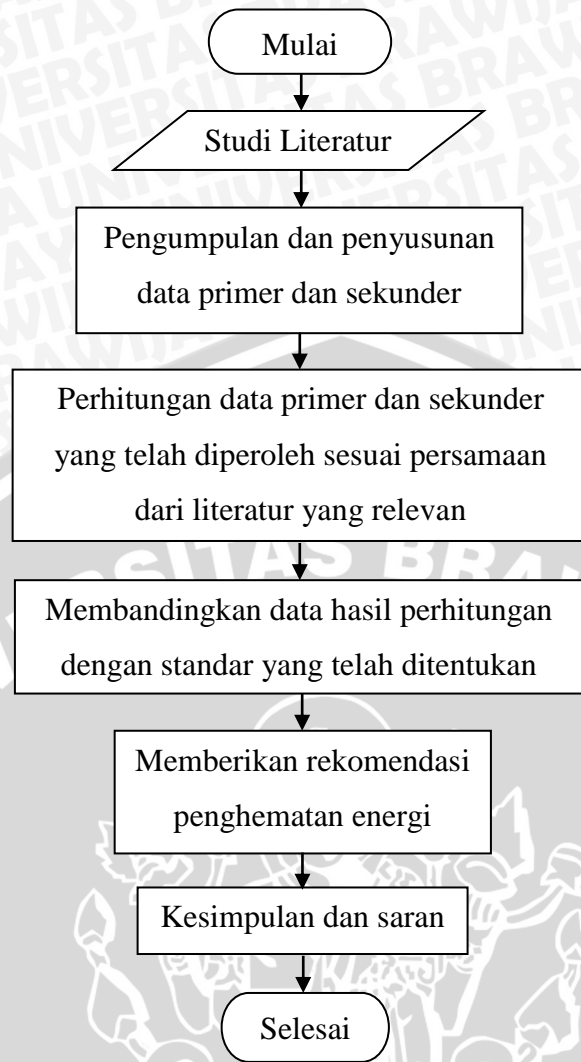 Mulai
Studi Literatur
Pengumpulan dan penyusunan
data primer dan sekunder
Perhitungan data primer dan sekunder
yang telah diperoleh sesuai persamaan
dari literatur yang relevan
Membandingkan data hasil perhitungan
dengan standar yang telah ditentukan
Memberikan rekomendasi
penghematan energi
Kesimpulan dan saran
Selesai